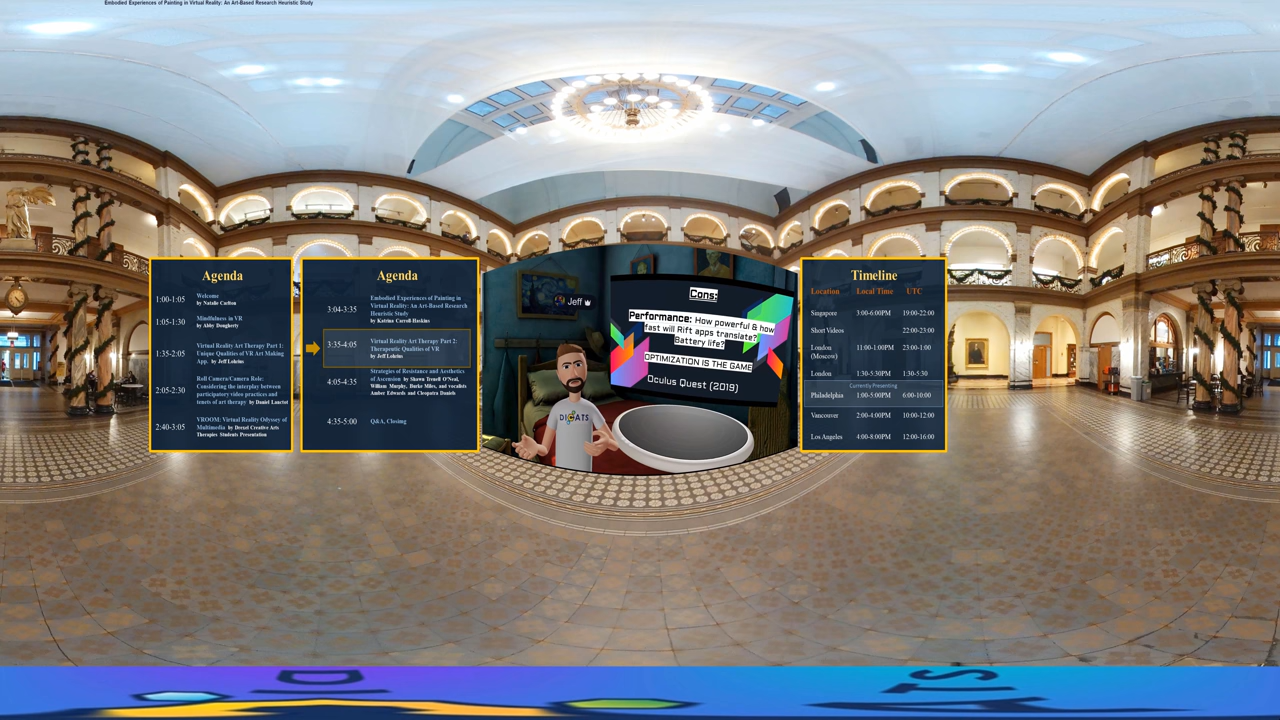 Embodied Experiences of Painting in Virtual Reality: An Art-Based Research Heuristic Study
Agenda
1:00-1:05
Welcome
by Natalie Carlton
1:05-1:30
Mindfulness in VR
by Abby Dougherty
1:35-2:05
Virtual Reality Art Therapy Part 1:
Unique Qualities of VR Art Making
App. by Jeff Lohrius
2:05-2:30
Roll Camera/Camera Role:
Considering the interplay between
participatory video practices and
tenets of art therapy by Daniel Lanctot
2:40-3:05
VROOM: Virtual Reality Odyssey of
Multimedia by Drexel Creative Arts
Therapies Students Presentation
Agenda
3:04-3:35
Embodied Experiences of Painting in
Virtual Reality: An Art-Based Research
Heuristic Study
by Katrina Carroll-Haskins
3:35-4:05
Virtual Reality Art Therapy Part 2:
Therapeutic Qualities of VR
by Jeff Lohrius
4:05-4:35
Strategies of Resistance and Aesthetics
of Ascension by Shawn Trenell O'Neal,
William Murphy, Burke Miles, and vocalists
Amber Edwards and Cleopatra Daniels
4:35-5:00
Q&A, Closing
Jeff
DIGATS
Cons:
Performance: How powerful & how
fast will Rift apps translate?
Battery life?
OPTIMIZATION IS THE GAME
Oculus Quest (2019)
Timeline
Location Local Time UTC
Singapore 3:00-6:00PM 19:00-22:00
Short Videos 22:00-23:00
London 11:00-1:00PM 23:00-1:00
(Moscow)
London 1:30-5:30PM 1:30-5:30
Currently Presenting
Philadelphia 1:00-5:00PM 6:00-10:00
Vancouver 2:00-4:00PM 10:00-12:00
Los Angeles 4:00-8:00PM 12:00-16:00